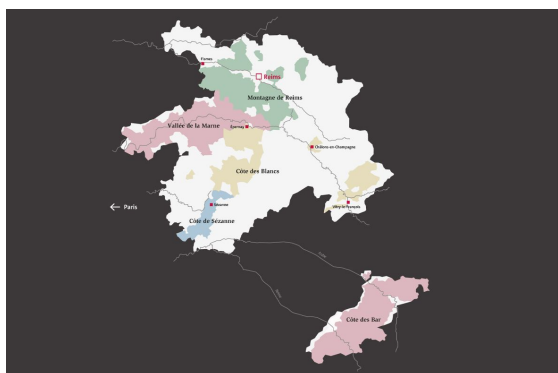 Fismes
Reims
Montagne de Reims
Vallée de la Marne
Épernay
Châlons-en-Champagne
Côte des Blancs
← Paris
Sézanne
Vitry-le-François
Côte de Sézanne
Côte des Bar